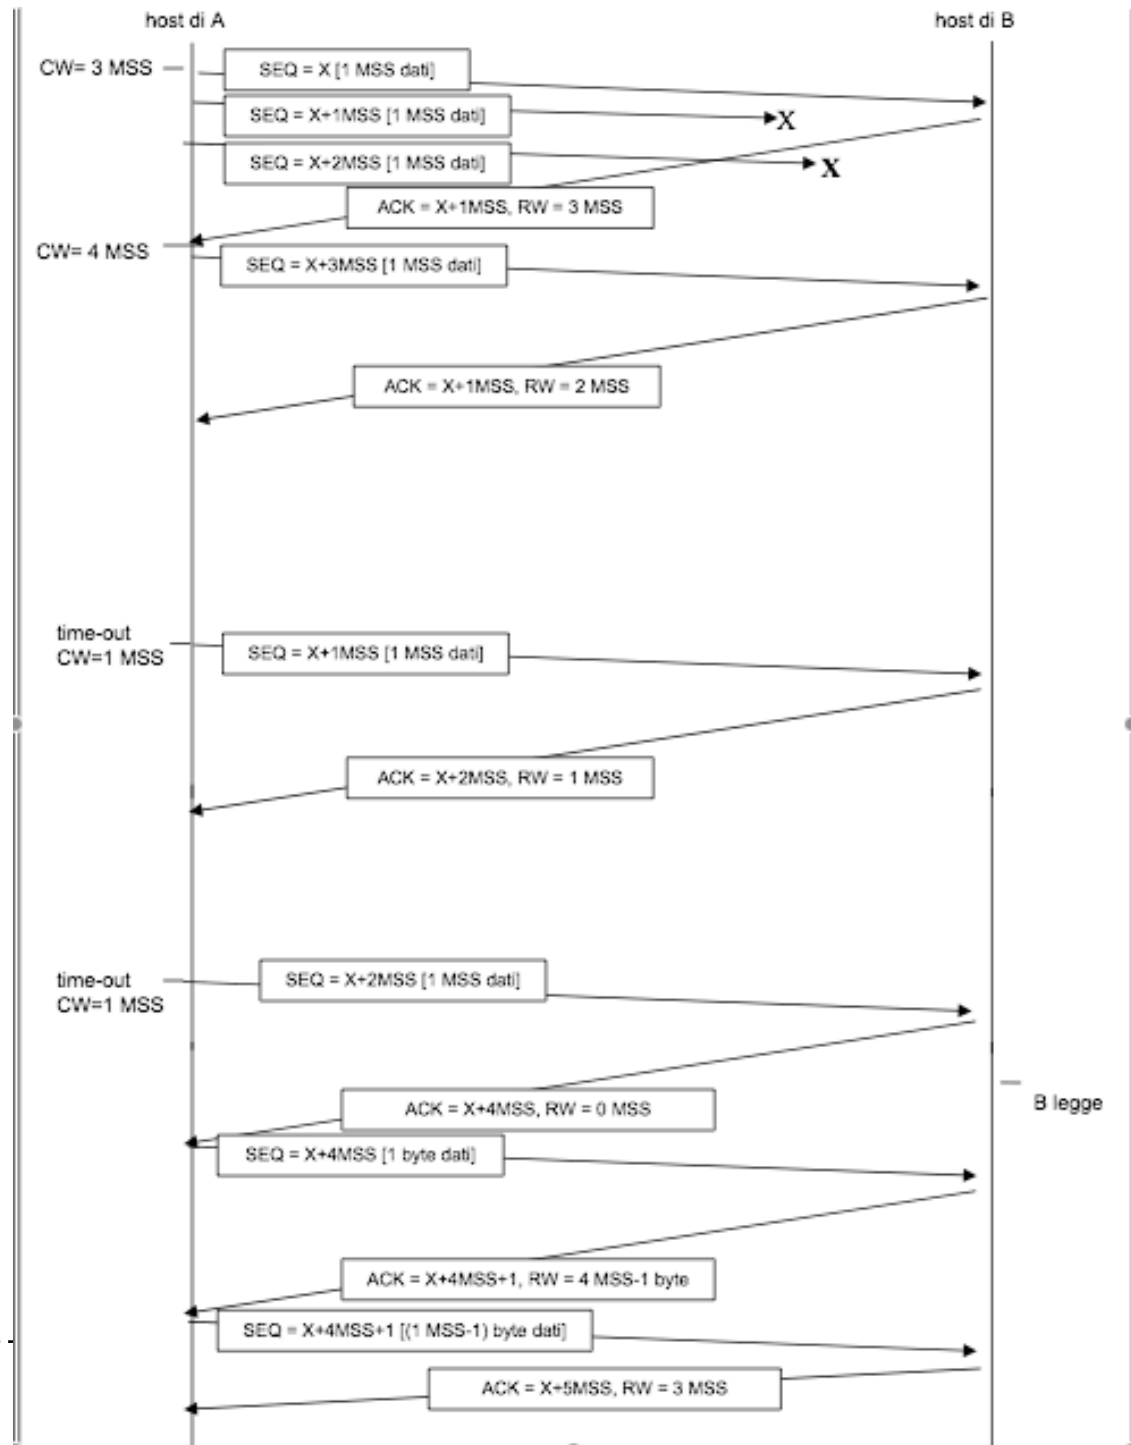 host di A
host di B
CW= 3 MSS
SEQ = X [1 MSS dati]
SEQ = X+1MSS [1 MSS dati]
X
SEQ = X+2MSS [1 MSS dati]
X
ACK = X+1MSS, RW = 3 MSS
CW= 4 MSS
SEQ = X+3MSS [1 MSS dati]
ACK = X+1MSS, RW = 2 MSS
time-out
CW=1 MSS
SEQ = X+1MSS [1 MSS dati]
ACK = X+2MSS, RW = 1 MSS
time-out
CW=1 MSS
SEQ = X+2MSS [1 MSS dati]
B legge
ACK = X+4MSS, RW = 0 MSS
SEQ = X+4MSS [1 byte dati]
ACK = X+4MSS+1, RW = 4 MSS-1 byte
SEQ = X+4MSS+1 [(1 MSS-1) byte dati]
ACK = X+5MSS, RW = 3 MSS